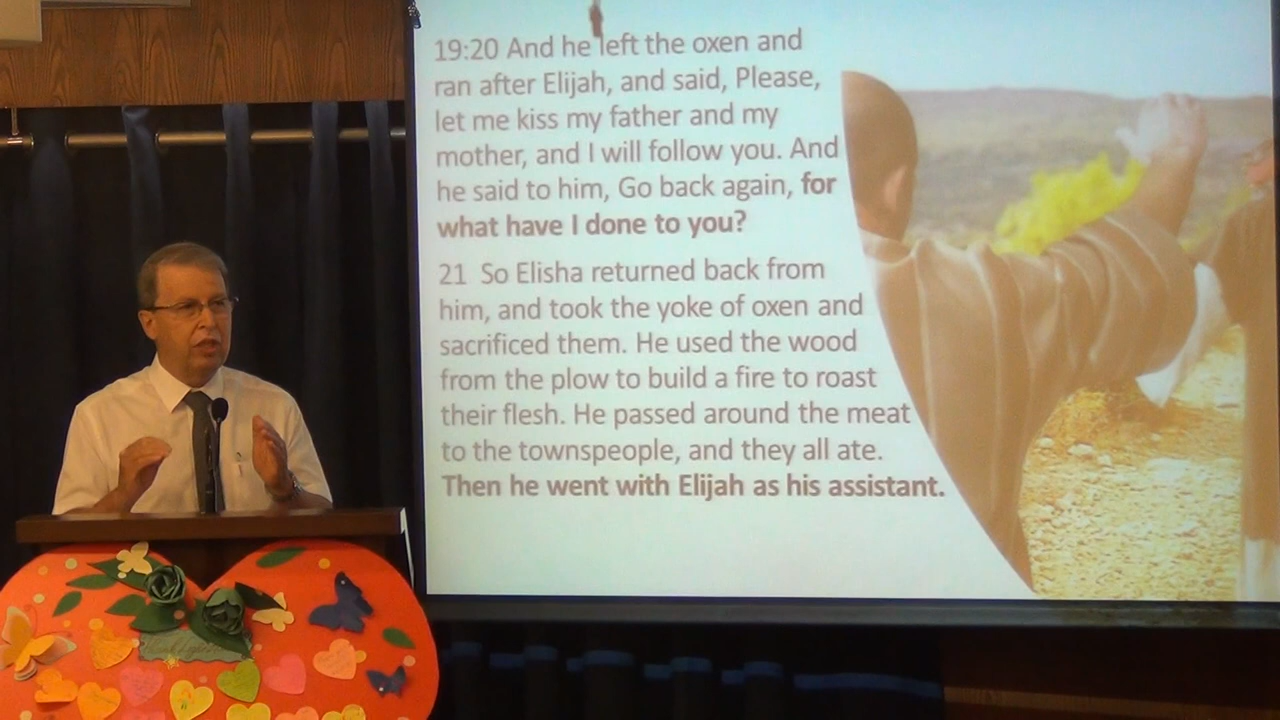 19:20 And he left the oxen and
ran after Elijah, and said, Please,
let me kiss my father and my
mother, and I will follow you. And
he said to him, Go back again, for
what have I done to you?
21 So Elisha returned back from
him, and took the yoke of oxen and
sacrificed them. He used the wood
from the plow to build a fire to roast
their flesh. He passed around the meat
to the townspeople, and they all ate.
Then he went with Elijah as his assistant.